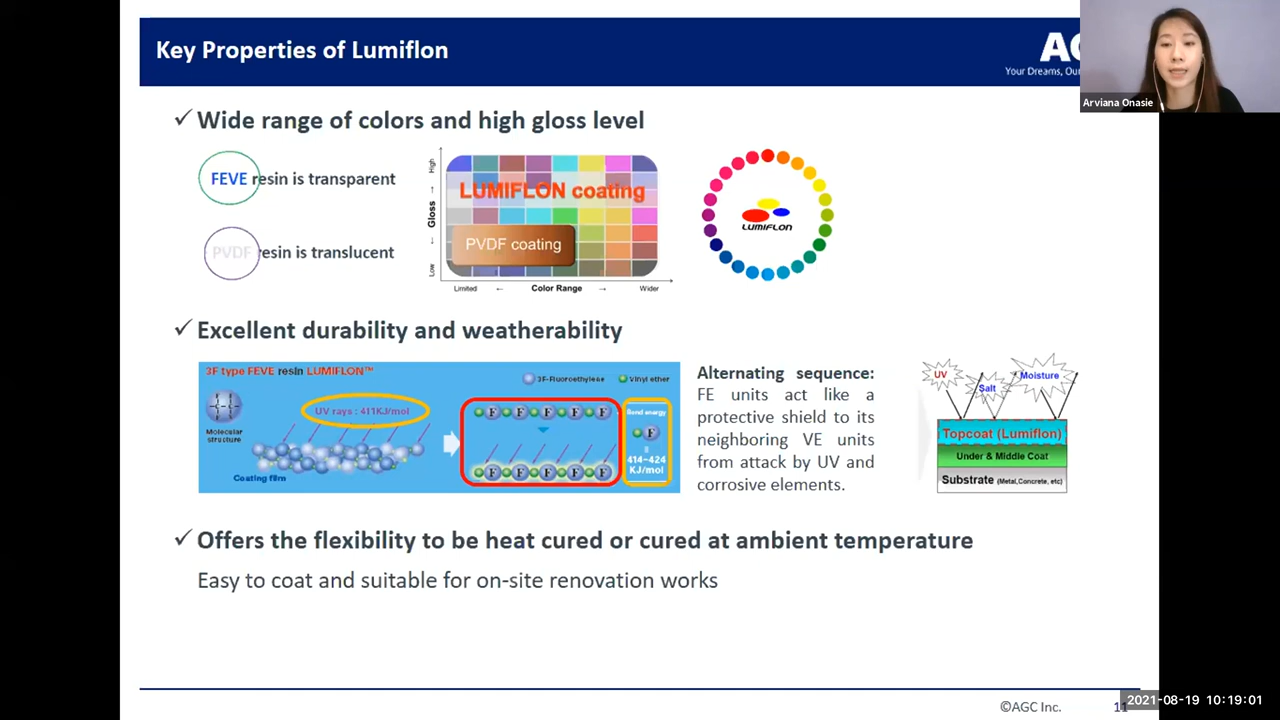 Key Properties of Lumiflon
AG
Your Dreams, Ou
Arviana Onasie
✓ Wide range of colors and high gloss level
FEVE resin is transparent
PVDF resin is translucent
High
Gloss
Low
LUMIFLON coating
PVDF coating
Limited ← Color Range → Wider
LUMIFLON
✓ Excellent durability and weatherability
3F type FEVE resin LUMIFLON™
3F-Fluoroethylene
Vinyl ether
UV rays : 411KJ/mol
Molecular
structure
Coating film
F F F F F
F F F F F
Bond energy
F
414~424
KJ/mol
Alternating sequence:
FE units act like a
protective shield to its
neighboring VE units
from attack by UV and
corrosive elements.
UV
Salt
Moisture
Topcoat (Lumiflon)
Under & Middle Coat
Substrate (Metal,Concrete, etc)
✓ Offers the flexibility to be heat cured or cured at ambient temperature
Easy to coat and suitable for on-site renovation works
©AGC Inc.
11
2021-08-19 10:19:01